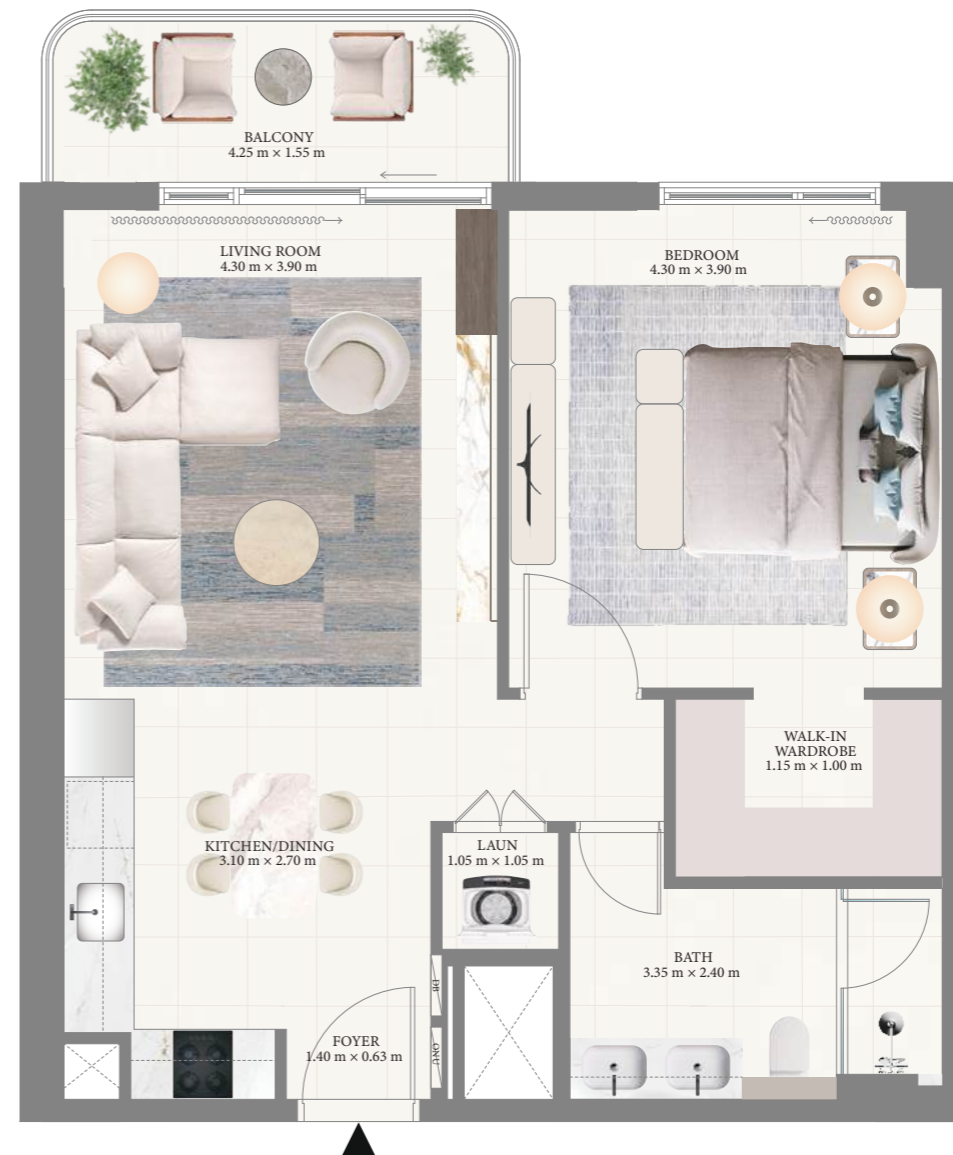 BALCONY
4.25 m × 1.55 m
LIVING ROOM
4.30 m × 3.90 m
BEDROOM
4.30 m × 3.90 m
WALK-IN
WARDROBE
1.15 m × 1.00 m
KITCHEN/DINING
3.10 m × 2.70 m
LAUN
1.05 m × 1.05 m
BATH
3.35 m × 2.40 m
DB
FOYER
1.40 m × 0.63 m
ONU